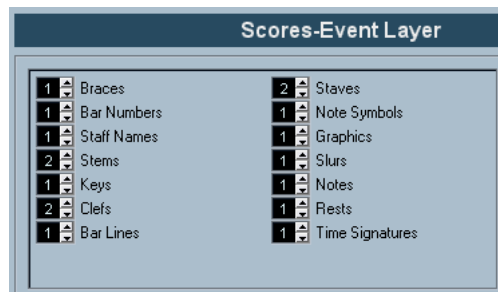 Scores-Event Layer
1 Braces 2 Staves
1 Bar Numbers 1 Note Symbols
1 Staff Names 1 Graphics
2 Stems 1 Slurs
1 Keys 1 Notes
2 Clefs 1 Rests
1 Bar Lines 1 Time Signatures